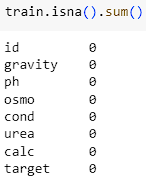 train.isna().sum()
id 0
gravity 0
ph 0
osmo 0
cond 0
urea 0
calc 0
target 0